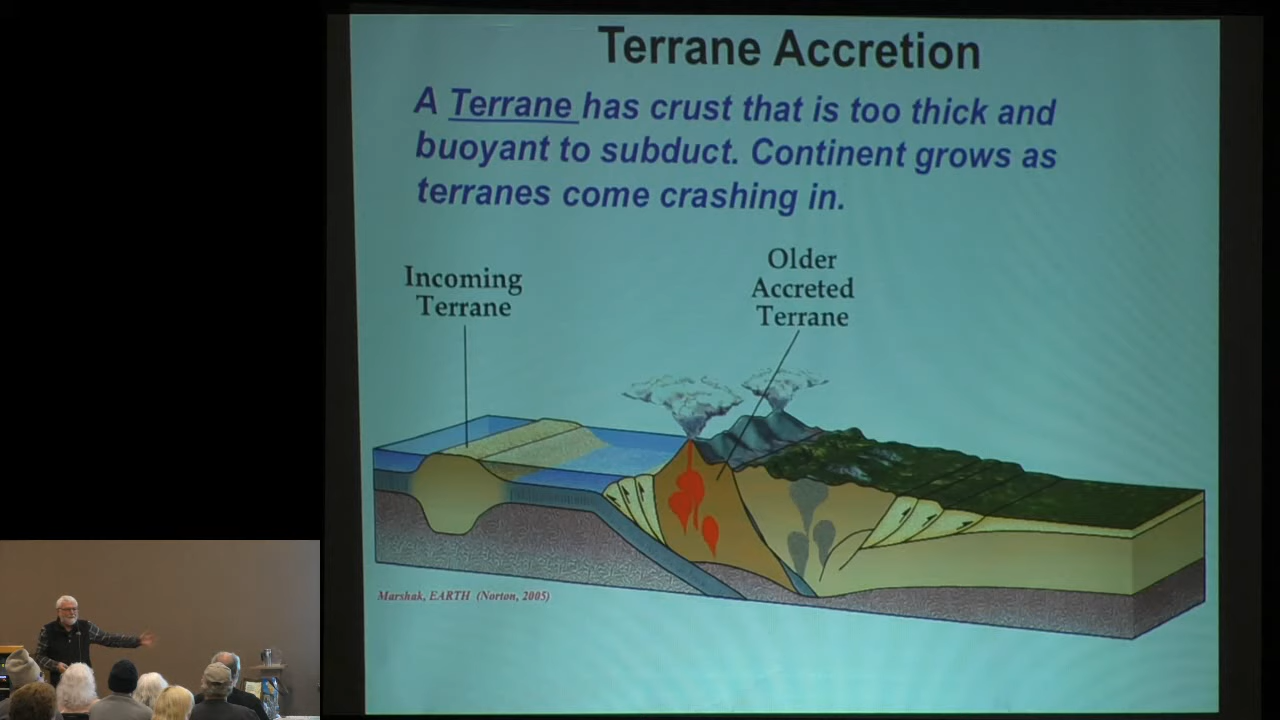 Terrane Accretion
A Terrane has crust that is too thick and
buoyant to subduct. Continent grows as
terranes come crashing in.
Incoming
Terrane
Older
Accreted
Terrane
Marshak, EARTH (Norton, 2005)